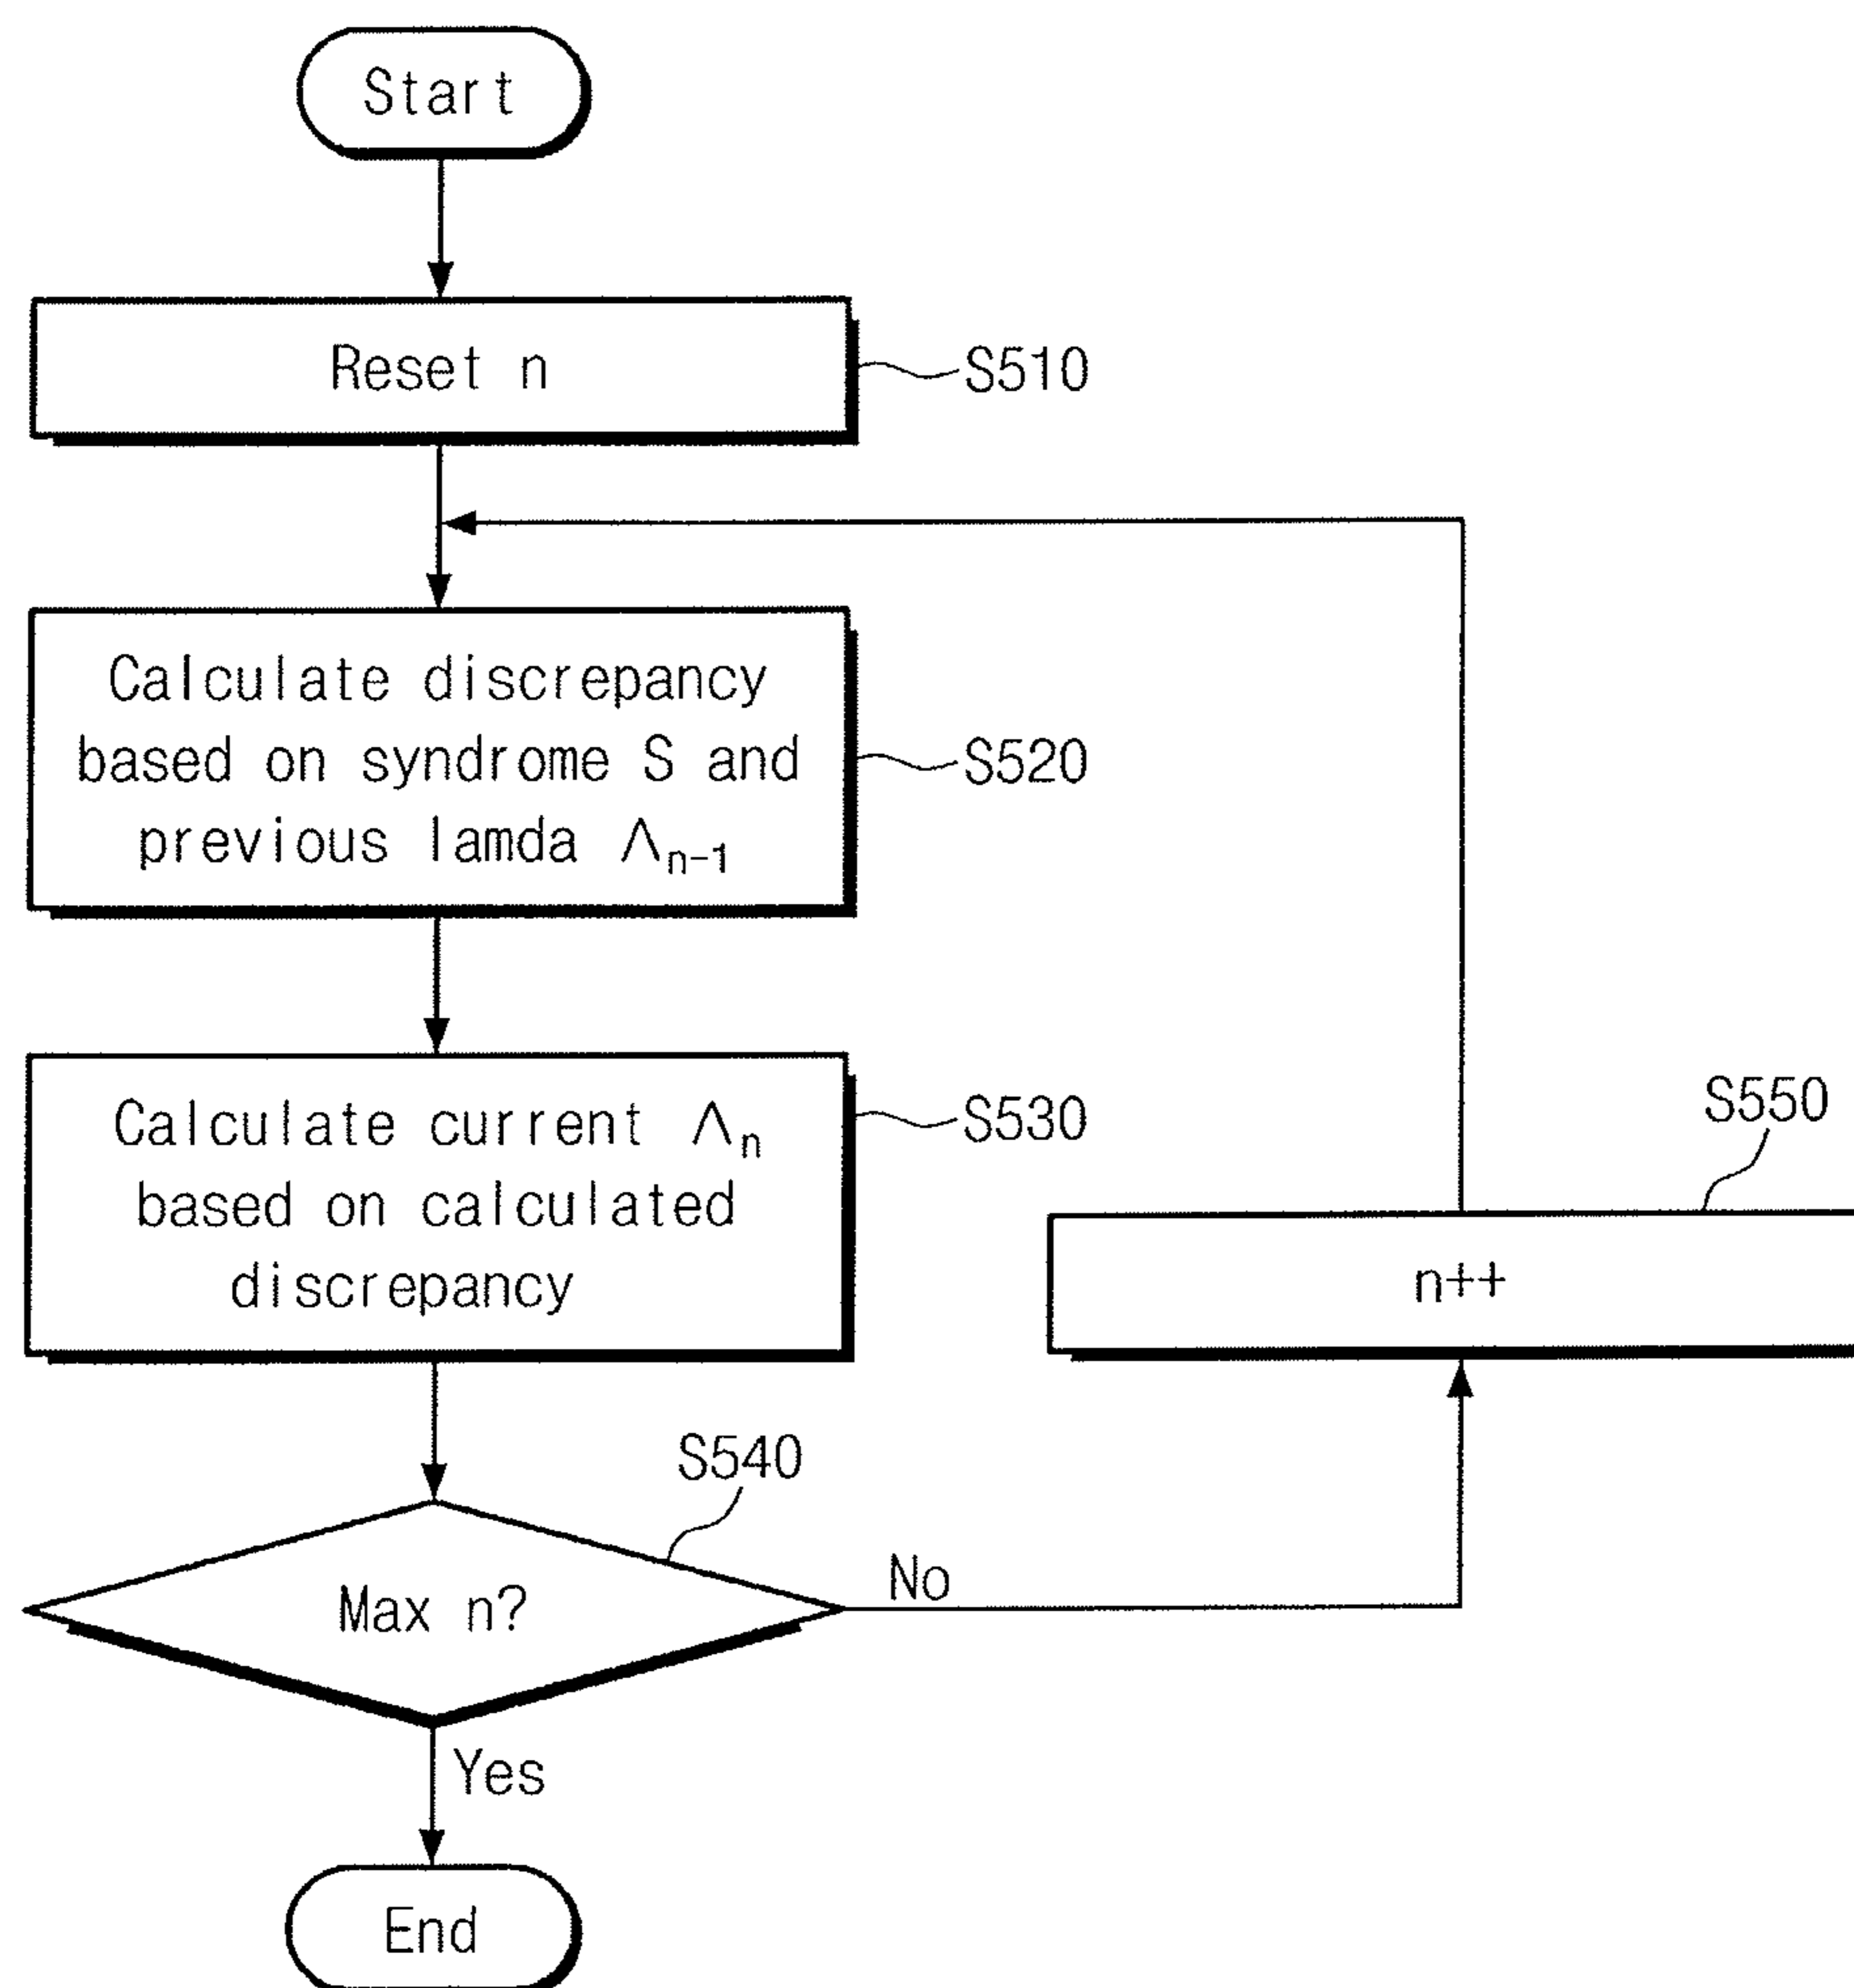 Start
Reset n
S510
Calculate discrepancy
based on syndrome S and
previous lamda Λn-1
S520
Calculate current Λn
based on calculated
discrepancy
S530
S550
n++
S540
Max n?
No
Yes
End